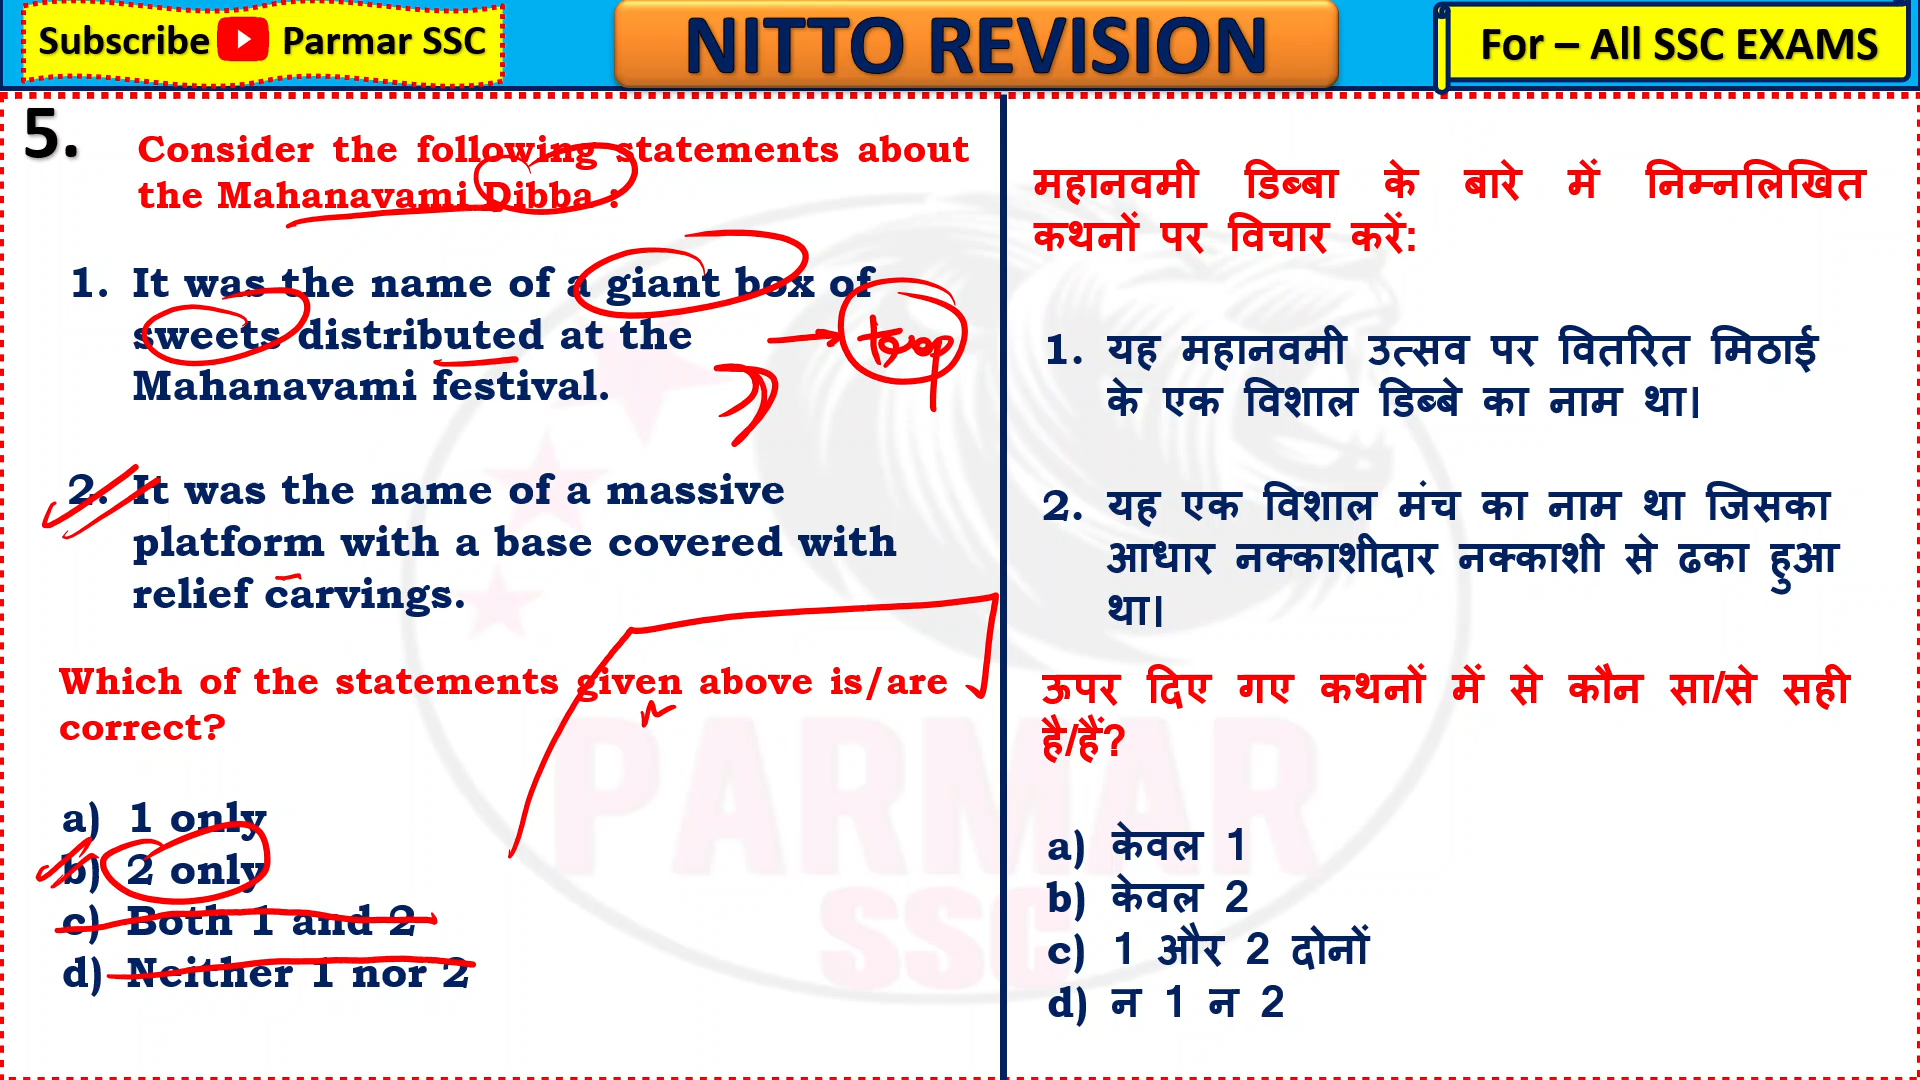 Subscribe Parmar SSC
NITTO REVISION
For – All SSC EXAMS
5.
Consider the following statements about
the Mahanavami Dibba :
1. It was the name of a giant box of
sweets distributed at the
Mahanavami festival.
2. It was the name of a massive
platform with a base covered with
relief carvings.
Which of the statements given above is/are
correct?
a) 1 only
b) 2 only
c) Both 1 and 2
d) Neither 1 nor 2
महानवमी डिब्बा के बारे में निम्नलिखित
कथनों पर विचार करें:
1. यह महानवमी उत्सव पर वितरित मिठाई
के एक विशाल डिब्बे का नाम था।
2. यह एक विशाल मंच का नाम था जिसका
आधार नक्काशीदार नक्काशी से ढका हुआ
था।
ऊपर दिए गए कथनों में से कौन सा/से सही
है/हैं?
a) केवल 1
b) केवल 2
c) 1 और 2 दोनों
d) न 1 न 2
PARMAR
SSC